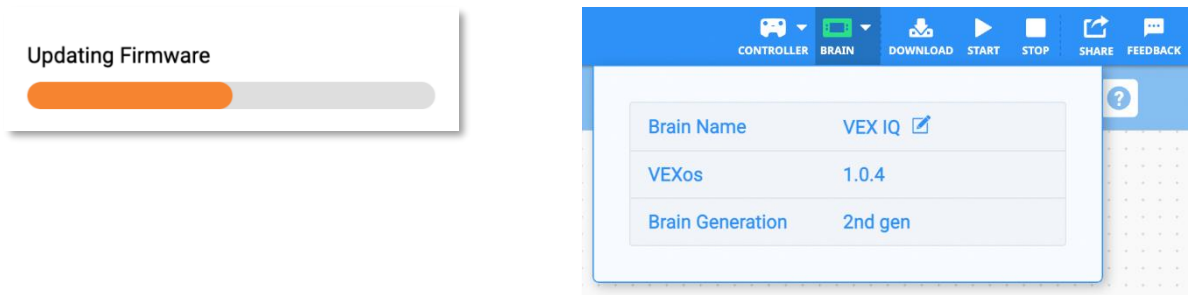 Updating Firmware
CONTROLLER BRAIN DOWNLOAD START STOP SHARE FEEDBACK
?
Brain Name VEX IQ
VEXos 1.0.4
Brain Generation 2nd gen